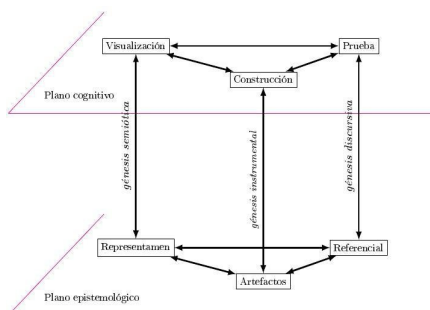 Visualización
Prueba
Construcción
Plano cognitivo
génesis semiótica
génesis instrumental
génesis discursiva
Representamen
Referencial
Artefactos
Plano epistemológico